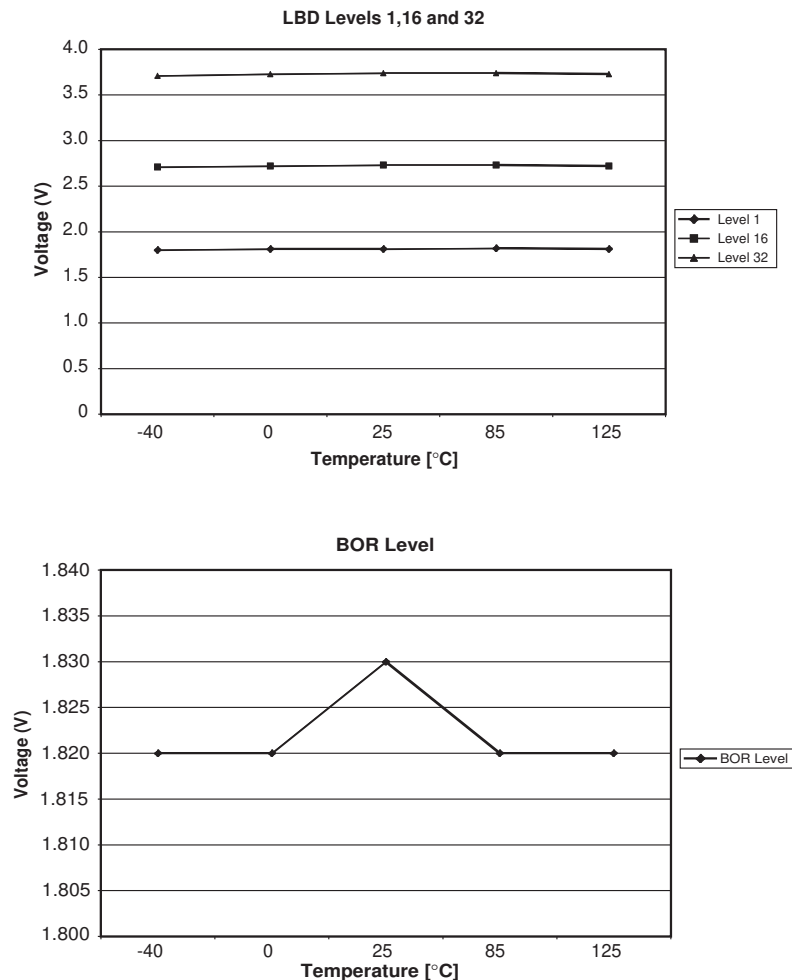 LBD Levels 1,16 and 32
4.0
3.5
3.0
2.5
2.0
1.5
1.0
0.5
0
Voltage (V)
-40 0 25 85 125
Temperature [°C]
Level 1
Level 16
Level 32
BOR Level
1.840
1.835
1.830
1.825
1.820
1.815
1.810
1.805
1.800
Voltage (V)
-40 0 25 85 125
Temperature [°C]
BOR Level